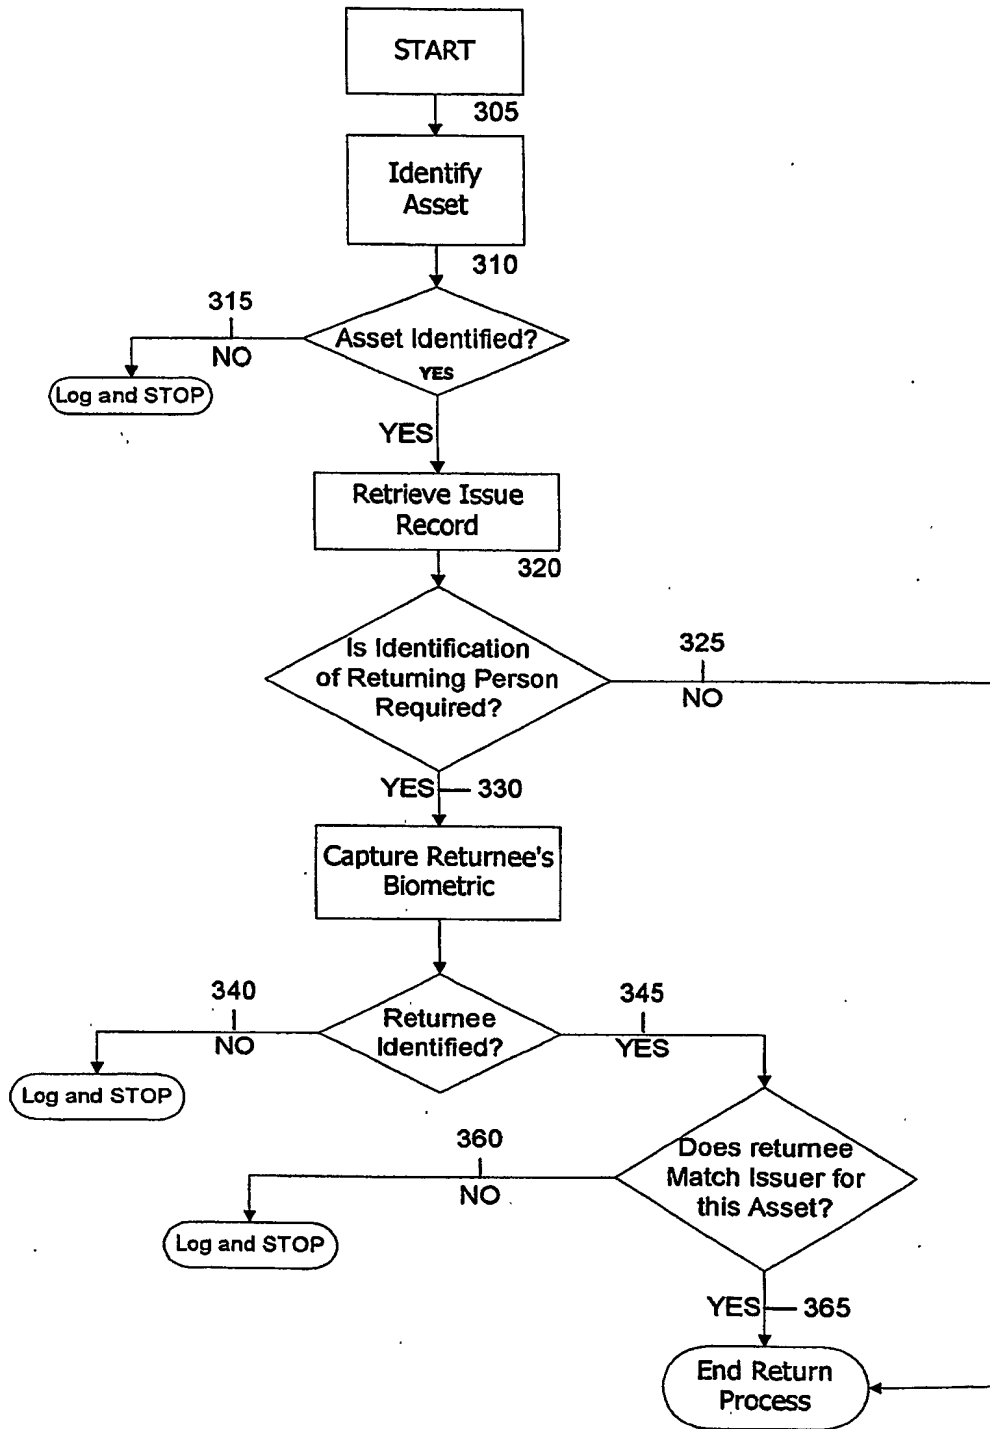 START
305
Identify
Asset
310
315
Asset Identified?
NO
YES
Log and STOP
YES
Retrieve Issue
Record
320
Is Identification
of Returning Person
Required?
325
NO
YES
330
Capture Returnee's
Biometric
340
NO
Returnee
Identified?
345
YES
Log and STOP
Does returnee
Match Issuer for
this Asset?
360
NO
Log and STOP
YES
365
End Return
Process